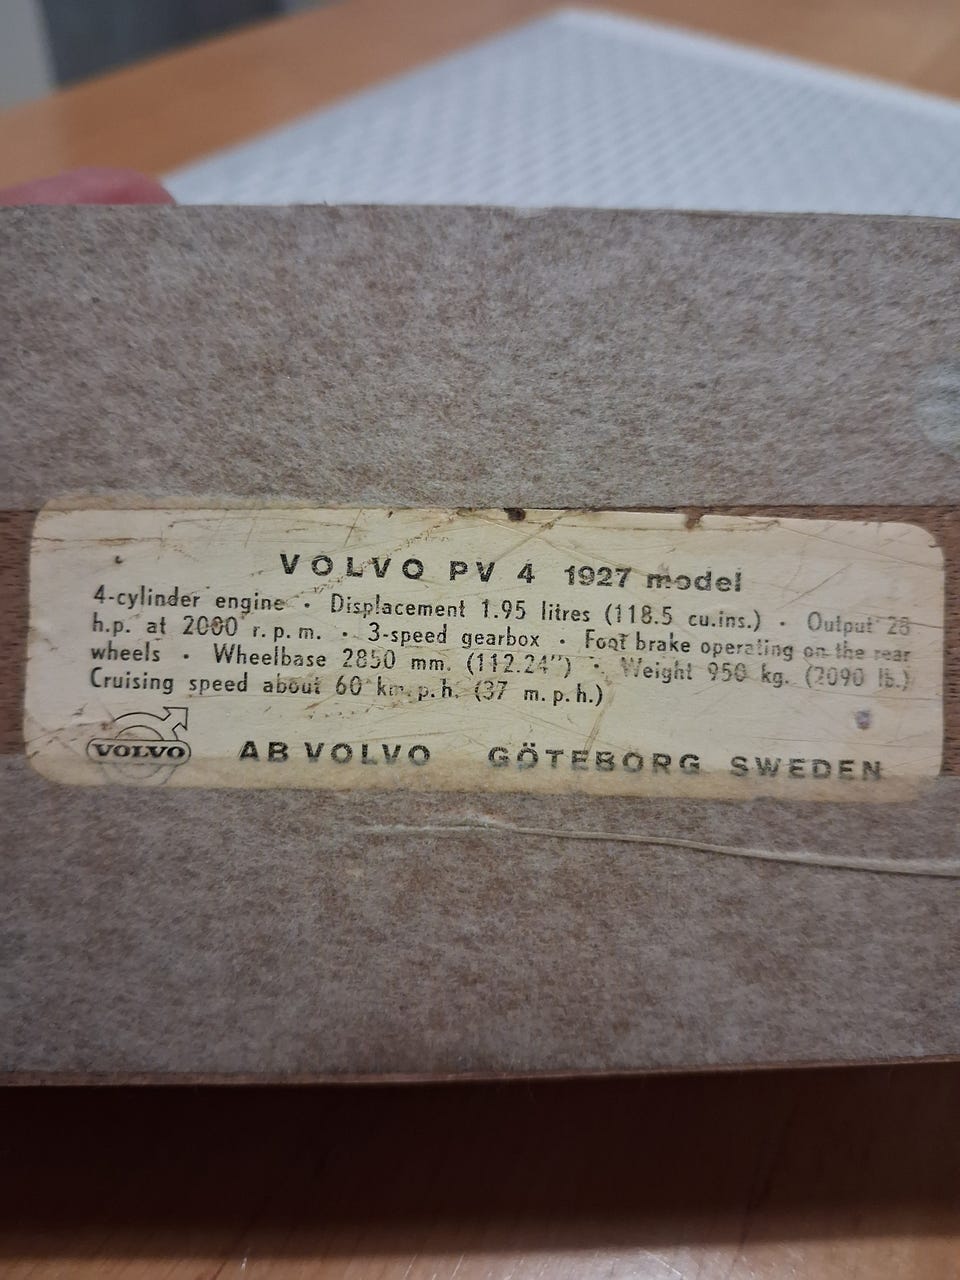 VOLVO PV 4 1927 model
4-cylinder engine · Displacement 1.95 litres (118.5 cu.ins.) · Output 28
h.p. at 2000 r.p.m. · 3-speed gearbox · Foot brake operating on the rear
wheels · Wheelbase 2850 mm. (112.24") · Weight 950 kg. (2090 lb.)
Cruising speed about 60 km.p.h. (37 m.p.h.)
VOLVO AB VOLVO GÖTEBORG SWEDEN